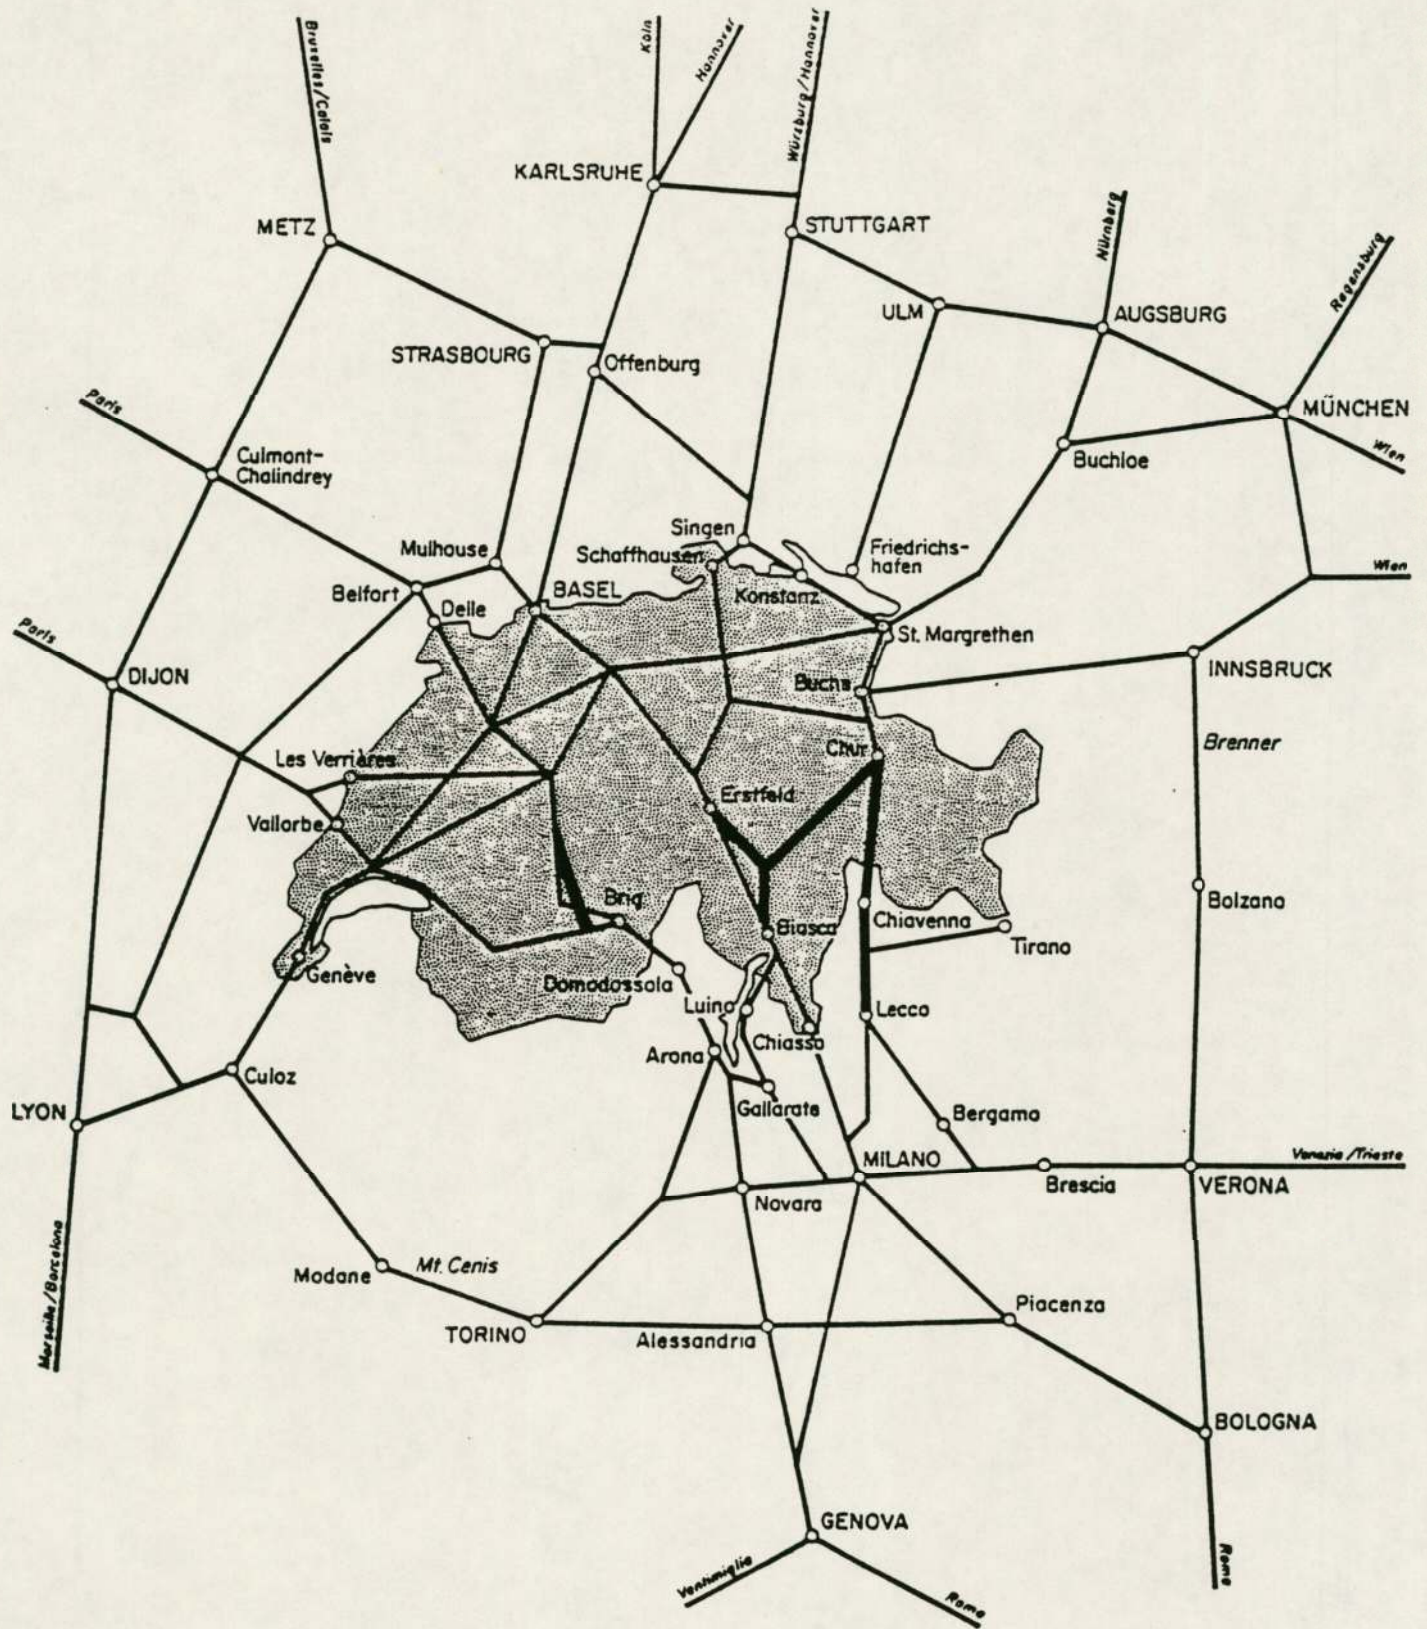 Bruxelles/Calais
Köln
Hannover
Würsburg/Hannover
KARLSRUHE
METZ
STUTTGART
Nürnberg
Regensburg
ULM
AUGSBURG
STRASBOURG
Offenburg
Paris
MÜNCHEN
Wien
Culmont-
Chalindrey
Buchloe
Singen
Mulhouse
Schaffhausen
Friedrichs-
hafen
Wien
Belfort
Delle
BASEL
Konstanz
Paris
St. Margrethen
DIJON
Buchs
INNSBRUCK
Les Verrières
Chur
Brenner
Vallorbe
Erstfeld
Brig
Biasca
Chiavenna
Bolzano
Tirano
Genève
Domodossola
Luino
Lecco
Chiasso
Arona
Culoz
Gallarate
LYON
Bergamo
MILANO
Venezia/Trieste
Novara
Brescia
VERONA
Marseille/Barcelona
Modane
Mt. Cenis
TORINO
Alessandria
Piacenza
BOLOGNA
GENOVA
Ventimiglia
Roma
Roma